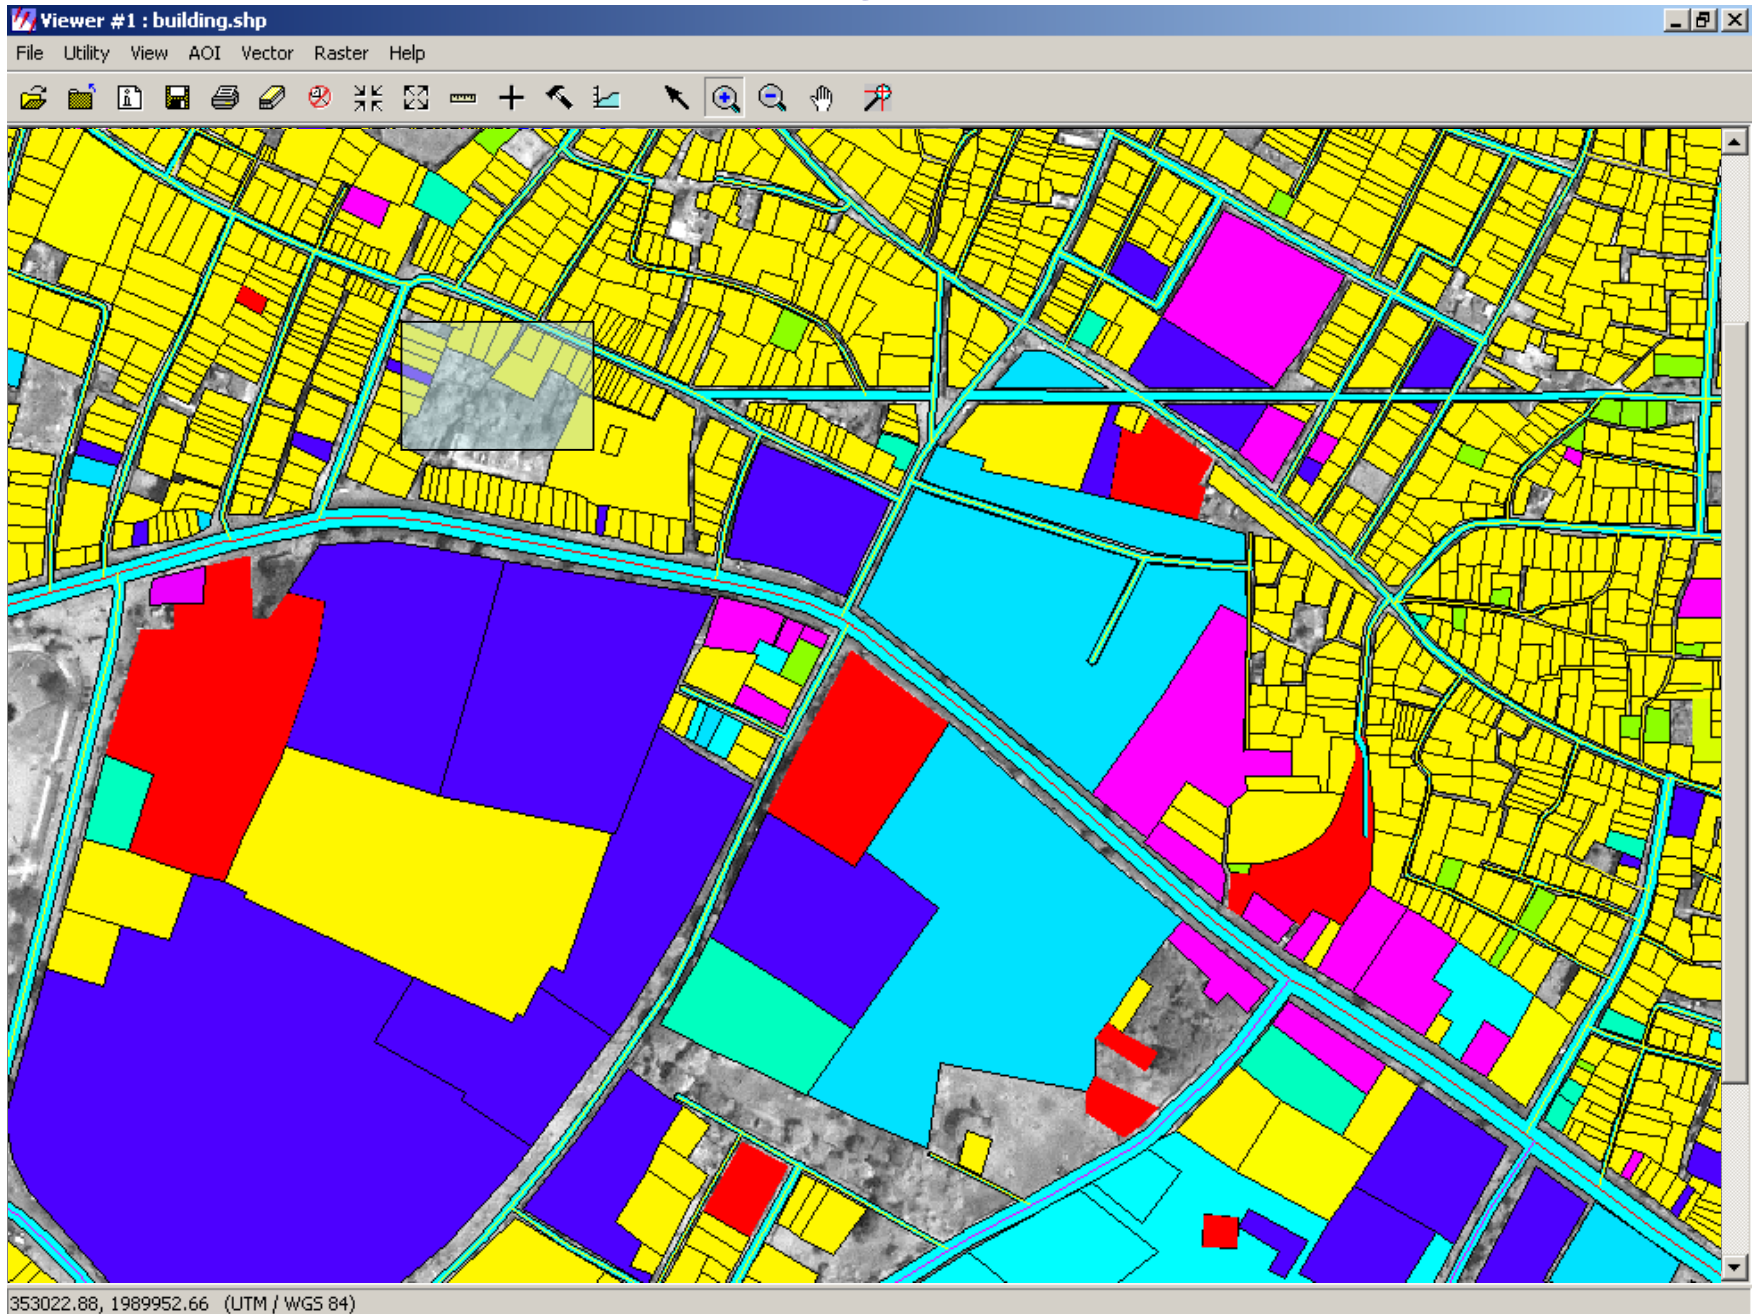 Viewer #1 : building.shp
File Utility View AOI Vector Raster Help
353022.88, 1989952.66 (UTM / WGS 84)